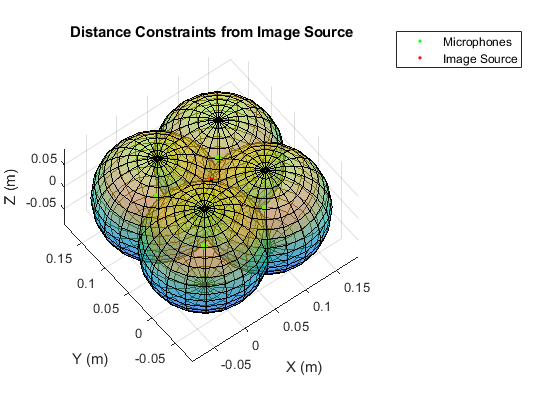 Distance Constraints from Image Source
Microphones
Image Source
Z (m)
0.05
0
-0.05
Y (m)
0.15
0.1
0.05
0
-0.05
X (m)
-0.05
0
0.05
0.1
0.15